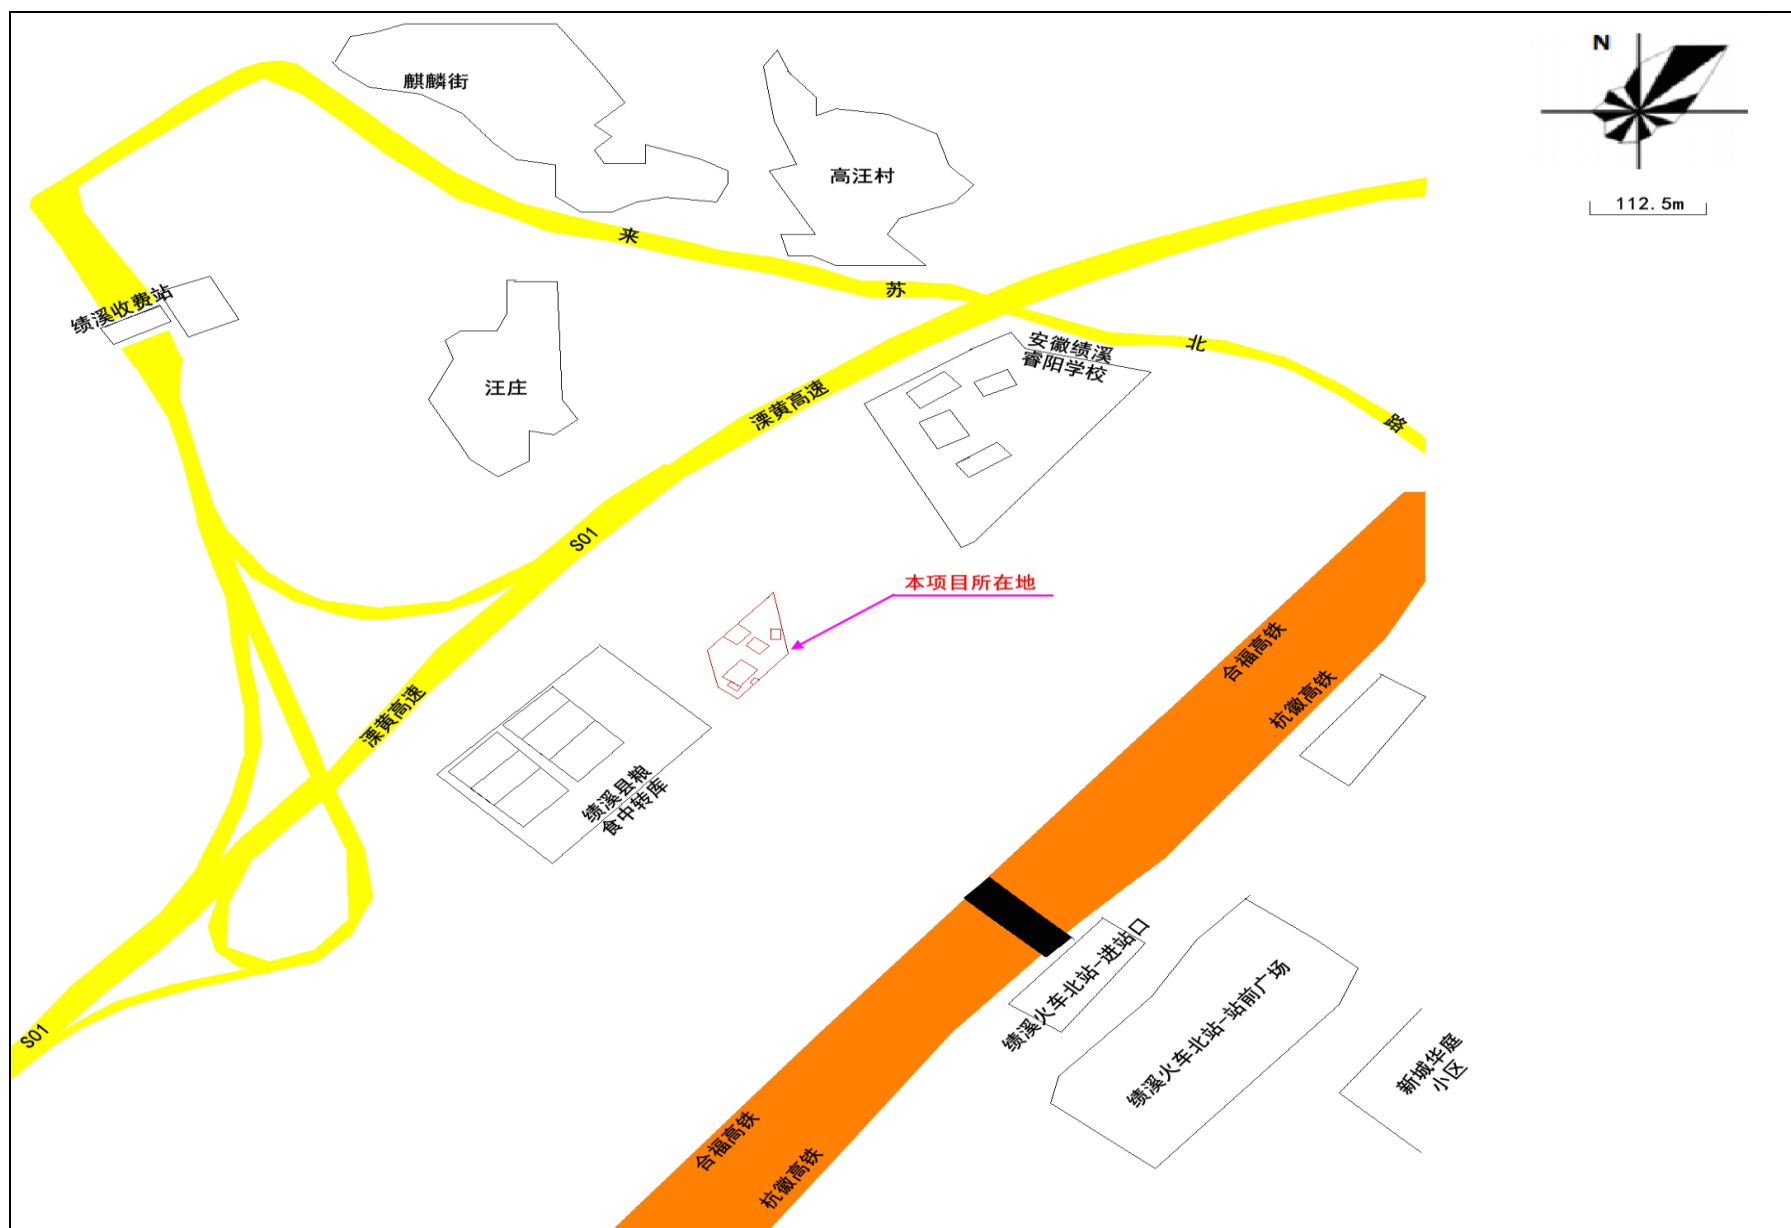 N
麒麟街
高汪村
112.5m
来
苏
北
路
绩溪收费站
安徽绩溪
睿阳学校
汪庄
溧黄高速
S01
本项目所在地
合福高铁
杭徽高铁
溧黄高速
绩溪县粮
食中转库
绩溪火车北站-进站口
绩溪火车北站-站前广场
S01
新城华庭
小区
合福高铁
杭徽高铁